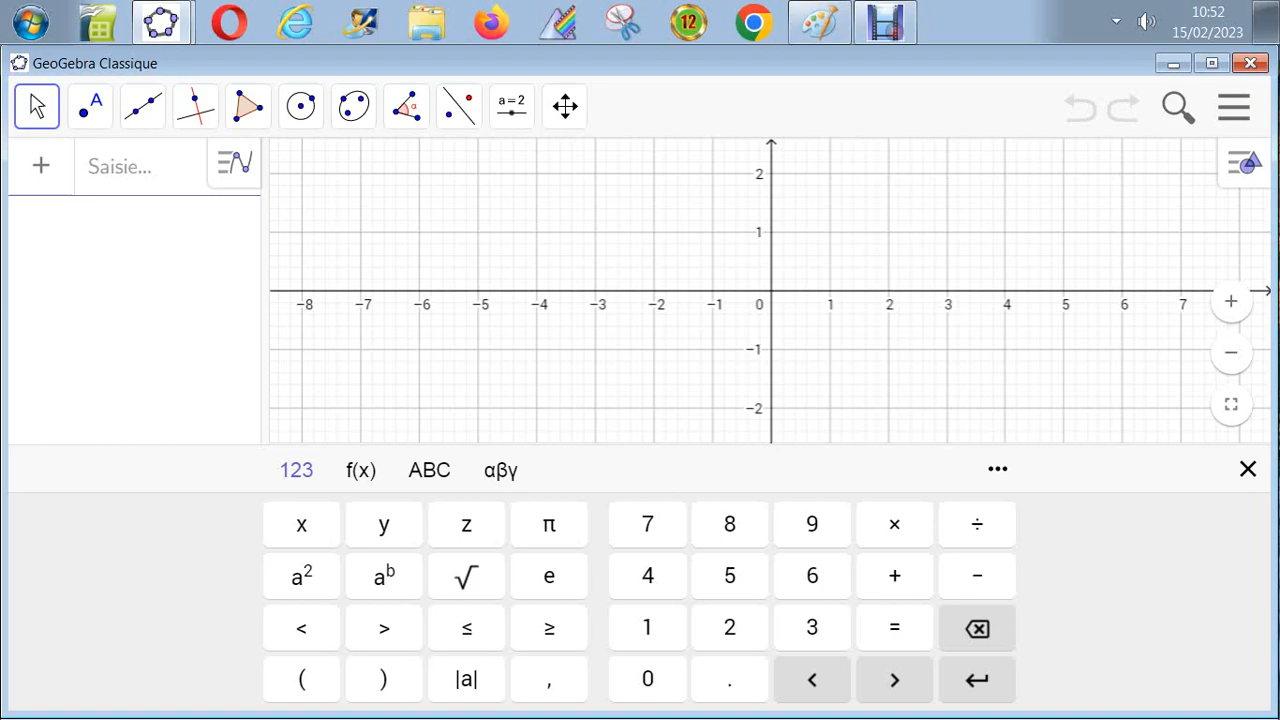 12
10:52
15/02/2023
GeoGebra Classique
A
α
a=2
+ Saisie...
2
1
−8 −7 −6 −5 −4 −3 −2 −1 0 1 2 3 4 5 6 7
−1
−2
+
−
123 f(x) ABC αβγ ...
x y z π 7 8 9 × ÷
a² aᵇ √ e 4 5 6 + −
< > ≤ ≥ 1 2 3 =
( ) |a| , 0 . < >